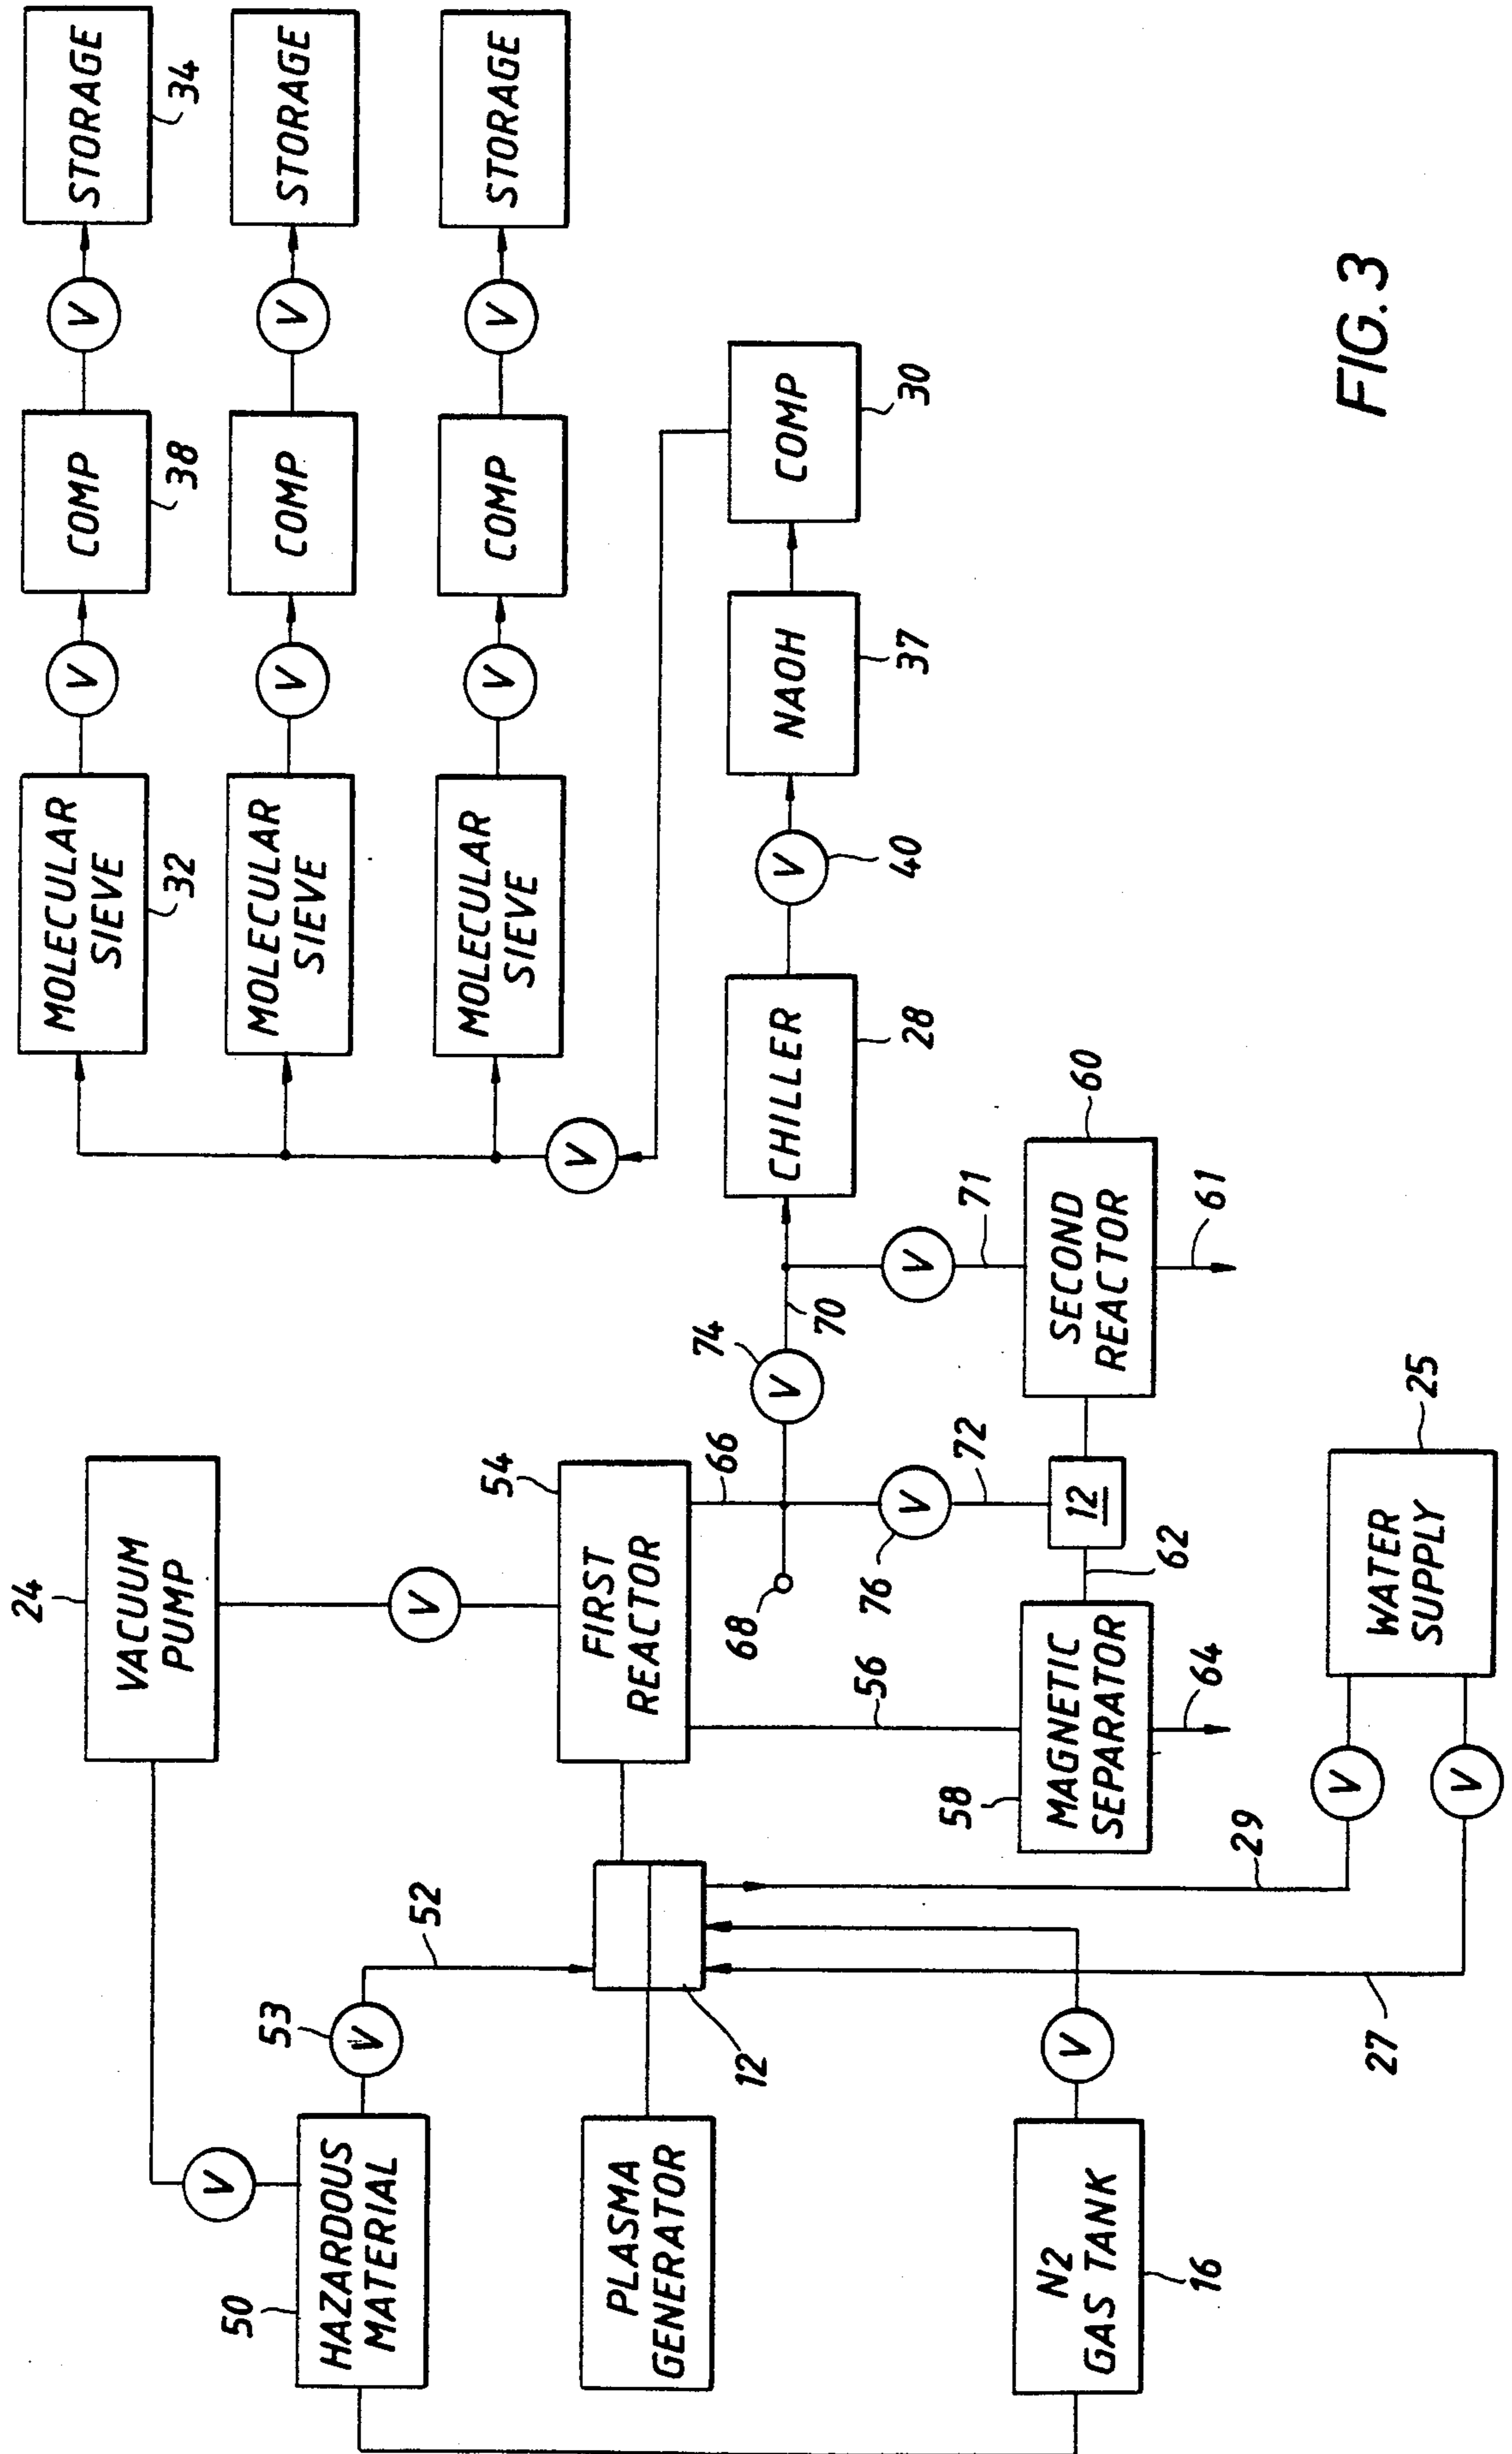 24
VACUUM
PUMP
V
V
50
HAZARDOUS
MATERIAL
53
V
52
PLASMA
GENERATOR
12
54
FIRST
REACTOR
N2
GAS TANK
16
V
27
29
V
V
WATER
SUPPLY
25
56
58
MAGNETIC
SEPARATOR
64
62
12
66
68
76
V
72
74
V
70
V
71
SECOND
REACTOR
60
61
CHILLER
28
V
40
NAOH
37
COMP
30
V
MOLECULAR
SIEVE
32
V
COMP
38
V
STORAGE
34
MOLECULAR
SIEVE
V
COMP
V
STORAGE
MOLECULAR
SIEVE
V
COMP
V
STORAGE
FIG. 3